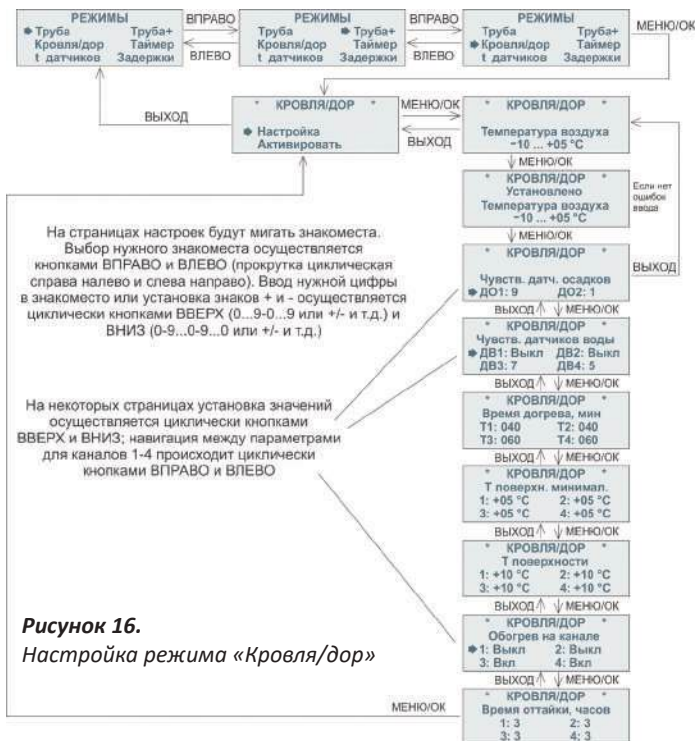 РЕЖИМЫ
Труба Труба+
Кровля/дор Таймер
t датчиков Задержки
ВПРАВО
ВЛЕВО
РЕЖИМЫ
Труба Труба+
Кровля/дор Таймер
t датчиков Задержки
ВПРАВО
ВЛЕВО
РЕЖИМЫ
Труба Труба+
Кровля/дор Таймер
t датчиков Задержки
МЕНЮ/ОК
ВЫХОД
* КРОВЛЯ/ДОР *
Настройка
Активировать
МЕНЮ/ОК
ВЫХОД
* КРОВЛЯ/ДОР *
Температура воздуха
−10 ... +05 °C
МЕНЮ/ОК
* КРОВЛЯ/ДОР *
Установлено
Температура воздуха
−10 ... +05 °C
Если нет
ошибок
ввода
МЕНЮ/ОК
* КРОВЛЯ/ДОР *
Чувств. датч. осадков
ДО1: 9 ДО2: 1
ВЫХОД
ВЫХОД МЕНЮ/ОК
* КРОВЛЯ/ДОР *
Чувств. датчиков воды
ДВ1: Выкл ДВ2: Выкл
ДВ3: 7 ДВ4: 5
ВЫХОД МЕНЮ/ОК
* КРОВЛЯ/ДОР *
Время догрева, мин
Т1: 040 Т2: 040
Т3: 060 Т4: 060
ВЫХОД МЕНЮ/ОК
* КРОВЛЯ/ДОР *
Т поверхн. минимал.
1: +05 °C 2: +05 °C
3: +05 °C 4: +05 °C
ВЫХОД МЕНЮ/ОК
* КРОВЛЯ/ДОР *
Т поверхности
1: +10 °C 2: +10 °C
3: +10 °C 4: +10 °C
ВЫХОД МЕНЮ/ОК
* КРОВЛЯ/ДОР *
Обогрев на канале
1: Выкл 2: Выкл
3: Вкл 4: Вкл
ВЫХОД МЕНЮ/ОК
* КРОВЛЯ/ДОР *
Время оттайки, часов
1: 3 2: 3
3: 3 4: 3
МЕНЮ/ОК
На страницах настроек будут мигать знакоместа.
Выбор нужного знакоместа осуществляется
кнопками ВПРАВО и ВЛЕВО (прокрутка циклическая
справа налево и слева направо). Ввод нужной цифры
в знакоместо или установка знаков + и - осуществляется
циклически кнопками ВВЕРХ (0...9-0...9 или +/- и т.д.) и
ВНИЗ (0-9...0-9...0 или +/- и т.д.)
На некоторых страницах установка значений
осуществляется циклически кнопками
ВВЕРХ и ВНИЗ; навигация между параметрами
для каналов 1-4 происходит циклически
кнопками ВПРАВО и ВЛЕВО
Рисунок 16.
Настройка режима «Кровля/дор»